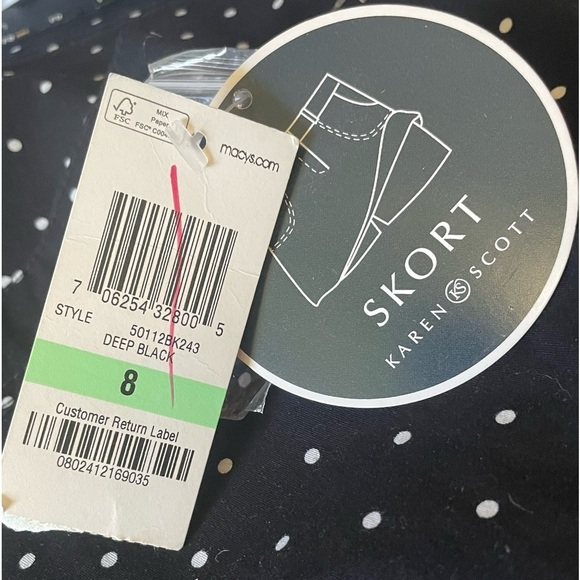 FSC
MIX
Paper
macys.com
7 06254 32800 5
STYLE 50112BK243
DEEP BLACK
8
Customer Return Label
0802412169035
SKORT
KAREN KS SCOTT